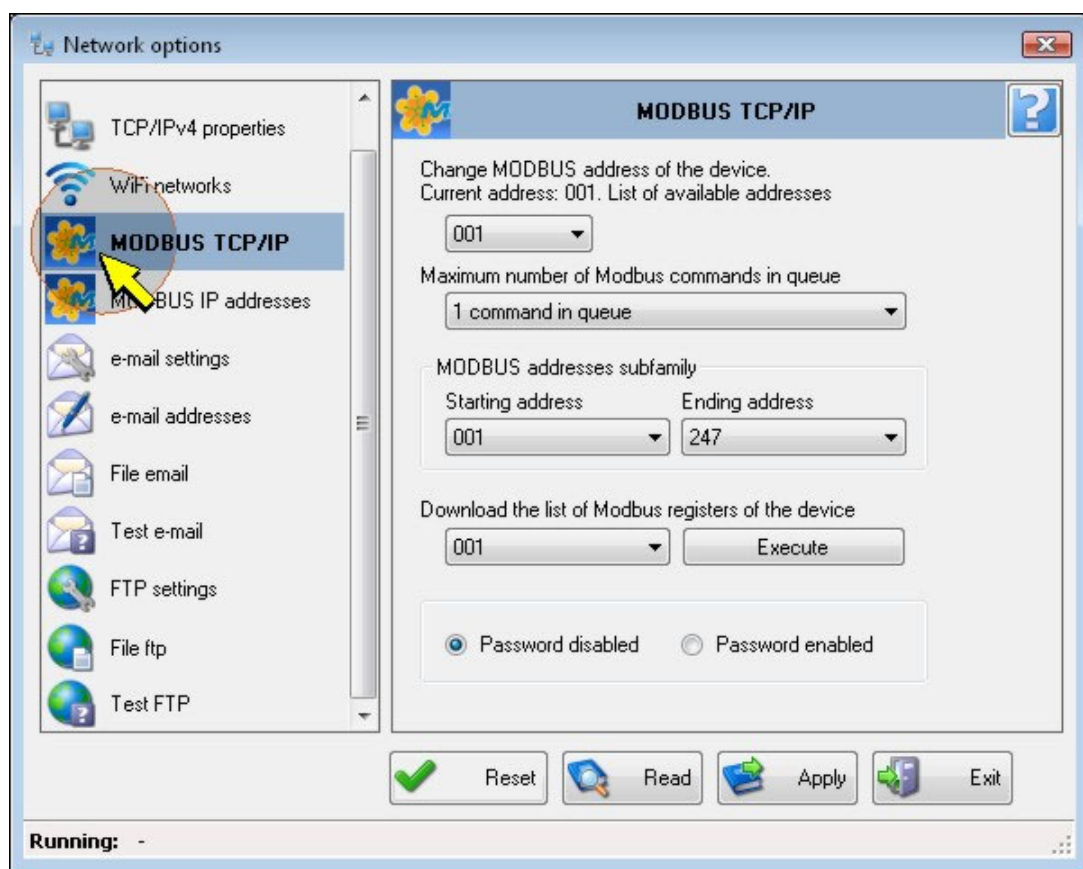 Network options
TCP/IPv4 properties
WiFi networks
MODBUS TCP/IP
MODBUS IP addresses
e-mail settings
e-mail addresses
File email
Test e-mail
FTP settings
File ftp
Test FTP
MODBUS TCP/IP
Change MODBUS address of the device.
Current address: 001. List of available addresses
001
Maximum number of Modbus commands in queue
1 command in queue
MODBUS addresses subfamily
Starting address Ending address
001 247
Download the list of Modbus registers of the device
001 Execute
Password disabled Password enabled
Reset Read Apply Exit
Running: -